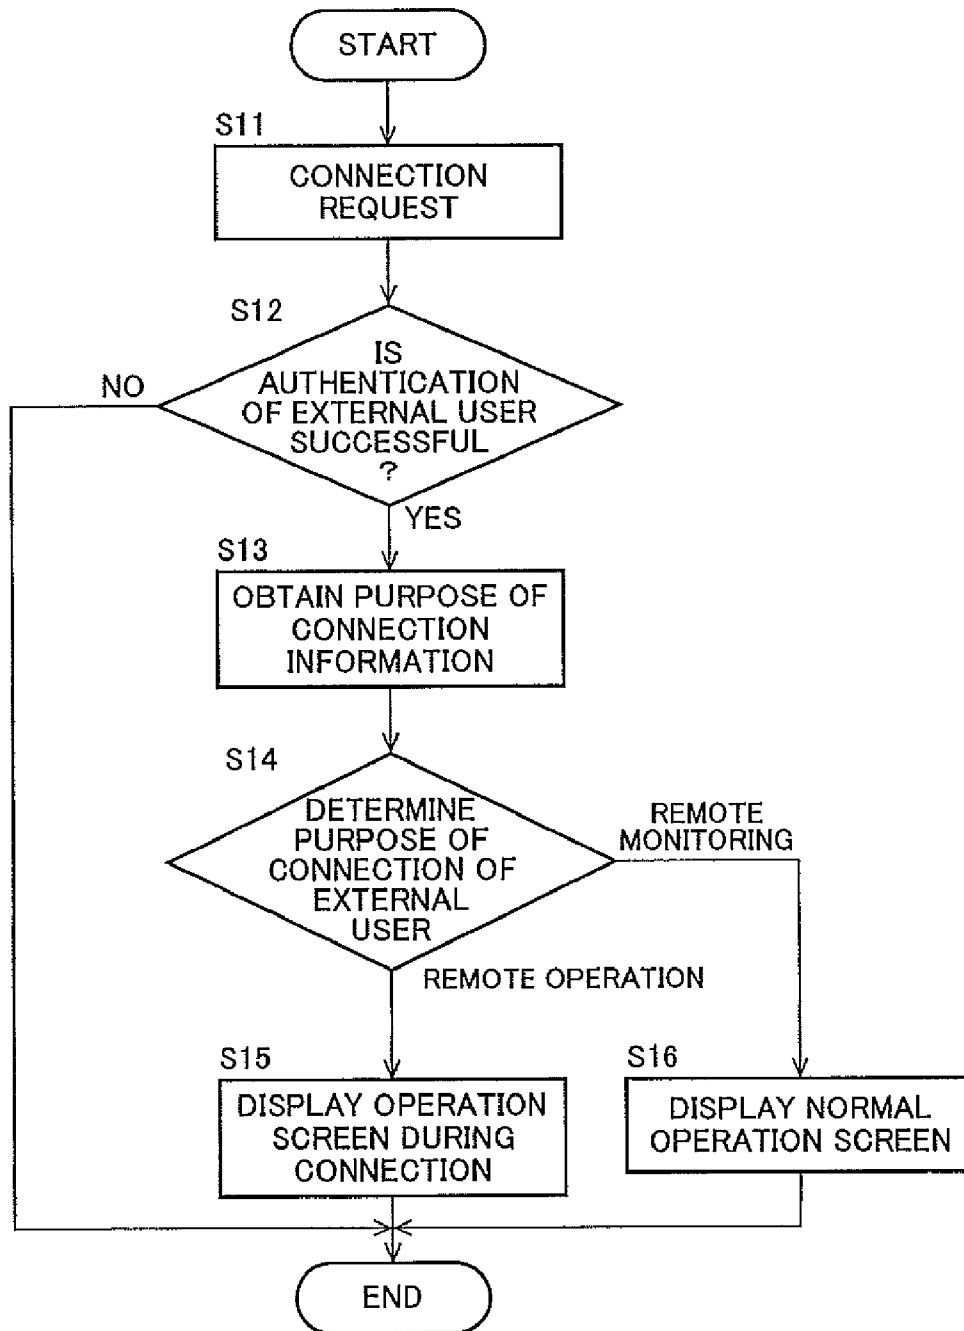 START
S11
CONNECTION
REQUEST
S12
IS
AUTHENTICATION
OF EXTERNAL USER
SUCCESSFUL
?
NO
YES
S13
OBTAIN PURPOSE OF
CONNECTION
INFORMATION
S14
DETERMINE
PURPOSE OF
CONNECTION OF
EXTERNAL
USER
REMOTE
MONITORING
REMOTE OPERATION
S15
DISPLAY OPERATION
SCREEN DURING
CONNECTION
S16
DISPLAY NORMAL
OPERATION SCREEN
END